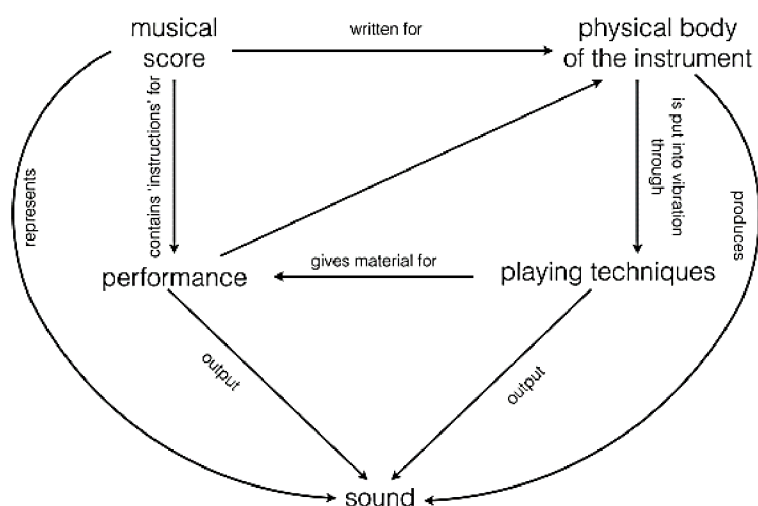 musical
score
written for
physical body
of the instrument
contains 'instructions' for
is put into vibration
through
represents
produces
performance
gives material for
playing techniques
output
output
sound